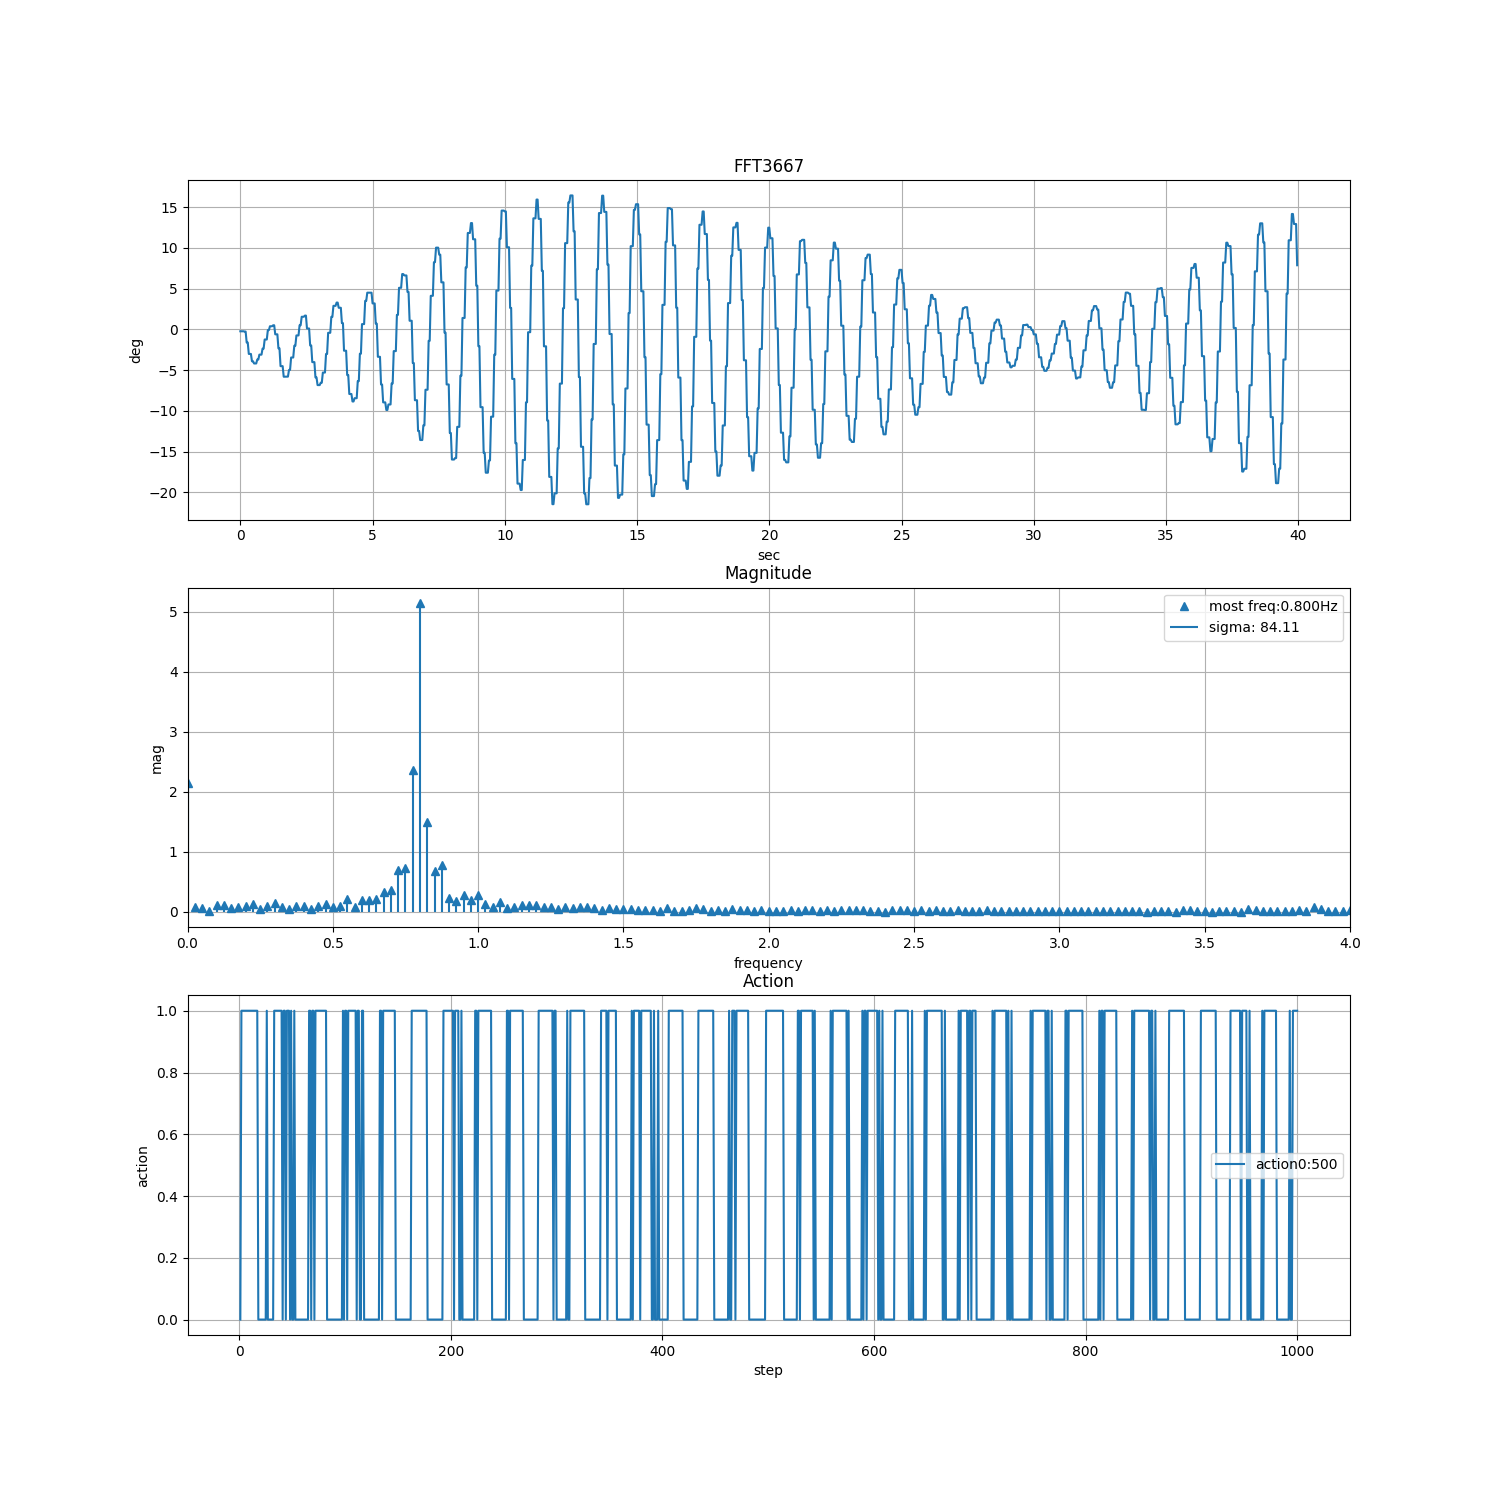 FFT3667
15
10
5
0
−5
−10
−15
−20
deg
0 5 10 15 20 25 30 35 40
sec
Magnitude
most freq:0.800Hz
sigma: 84.11
5
4
3
2
1
0
mag
0.0 0.5 1.0 1.5 2.0 2.5 3.0 3.5 4.0
frequency
Action
1.0
0.8
0.6
0.4
0.2
0.0
action
action0:500
0 200 400 600 800 1000
step